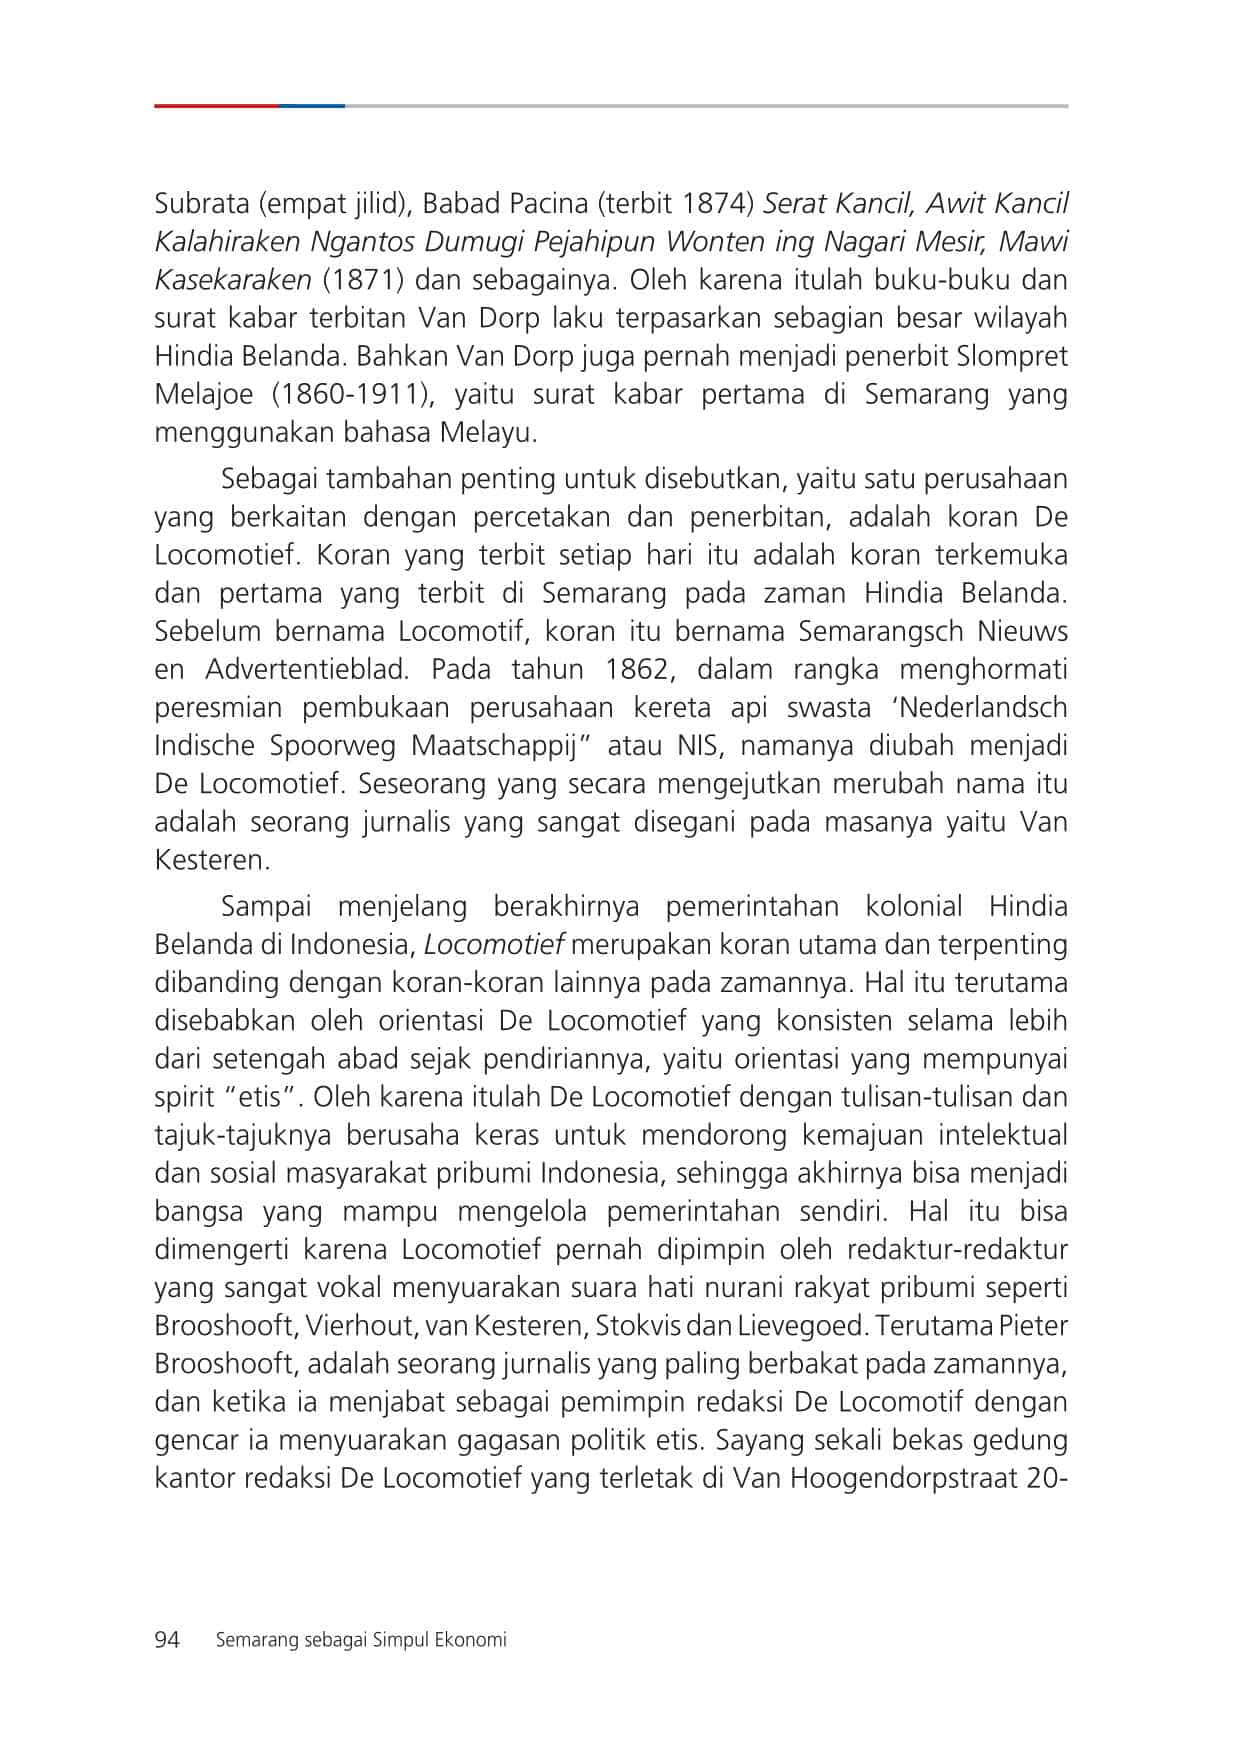 Subrata (empat jilid), Babad Pacina (terbit 1874) Serat Kancil, Awit Kancil
Kalahiraken Ngantos Dumugi Pejahipun Wonten ing Nagari Mesir, Mawi
Kasekaraken (1871) dan sebagainya. Oleh karena itulah buku-buku dan
surat kabar terbitan Van Dorp laku terpasarkan sebagian besar wilayah
Hindia Belanda. Bahkan Van Dorp juga pernah menjadi penerbit Slompret
Melajoe (1860-1911), yaitu surat kabar pertama di Semarang yang
menggunakan bahasa Melayu.
Sebagai tambahan penting untuk disebutkan, yaitu satu perusahaan
yang berkaitan dengan percetakan dan penerbitan, adalah koran De
Locomotief. Koran yang terbit setiap hari itu adalah koran terkemuka
dan pertama yang terbit di Semarang pada zaman Hindia Belanda.
Sebelum bernama Locomotif, koran itu bernama Semarangsch Nieuws
en Advertentieblad. Pada tahun 1862, dalam rangka menghormati
peresmian pembukaan perusahaan kereta api swasta ‘Nederlandsch
Indische Spoorweg Maatschappij” atau NIS, namanya diubah menjadi
De Locomotief. Seseorang yang secara mengejutkan merubah nama itu
adalah seorang jurnalis yang sangat disegani pada masanya yaitu Van
Kesteren.
Sampai menjelang berakhirnya pemerintahan kolonial Hindia
Belanda di Indonesia, Locomotief merupakan koran utama dan terpenting
dibanding dengan koran-koran lainnya pada zamannya. Hal itu terutama
disebabkan oleh orientasi De Locomotief yang konsisten selama lebih
dari setengah abad sejak pendiriannya, yaitu orientasi yang mempunyai
spirit “etis”. Oleh karena itulah De Locomotief dengan tulisan-tulisan dan
tajuk-tajuknya berusaha keras untuk mendorong kemajuan intelektual
dan sosial masyarakat pribumi Indonesia, sehingga akhirnya bisa menjadi
bangsa yang mampu mengelola pemerintahan sendiri. Hal itu bisa
dimengerti karena Locomotief pernah dipimpin oleh redaktur-redaktur
yang sangat vokal menyuarakan suara hati nurani rakyat pribumi seperti
Brooshooft, Vierhout, van Kesteren, Stokvis dan Lievegoed. Terutama Pieter
Brooshooft, adalah seorang jurnalis yang paling berbakat pada zamannya,
dan ketika ia menjabat sebagai pemimpin redaksi De Locomotif dengan
gencar ia menyuarakan gagasan politik etis. Sayang sekali bekas gedung
kantor redaksi De Locomotief yang terletak di Van Hoogendorpstraat 20-
94 Semarang sebagai Simpul Ekonomi